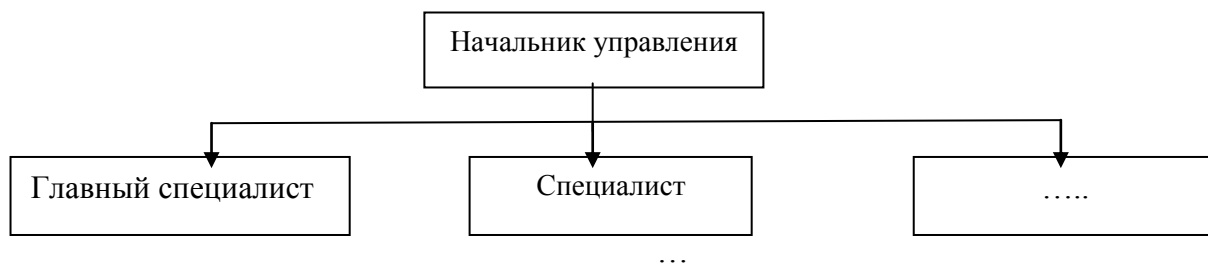 Начальник управления
Главный специалист
Специалист
…..
…